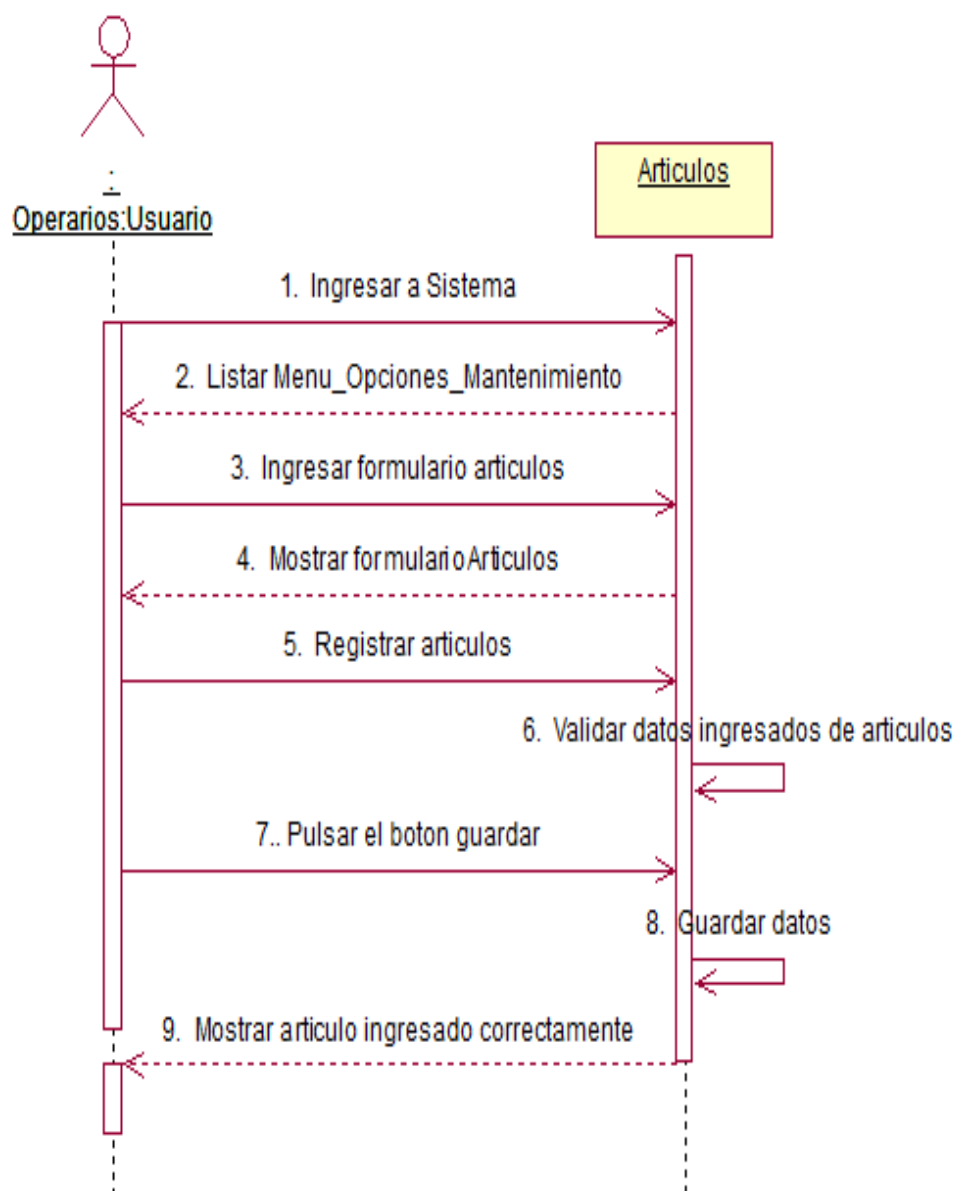 :
Operarios:Usuario
Articulos
1. Ingresar a Sistema
2. Listar Menu_Opciones_Mantenimiento
3. Ingresar formulario articulos
4. Mostrar formularioArticulos
5. Registrar articulos
6. Validar datos ingresados de articulos
7.. Pulsar el boton guardar
8. Guardar datos
9. Mostrar articulo ingresado correctamente